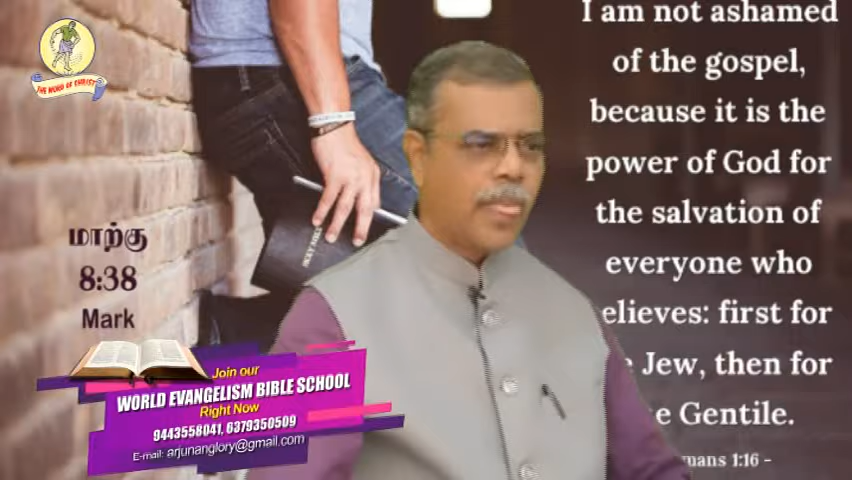 THE WORD OF CHRIST
I am not ashamed
of the gospel,
because it is the
power of God for
the salvation of
everyone who
elieves: first for
Jew, then for
Gentile.
mans 1:16 -
HOLY
மாற்கு
8:38
Mark
Join our
WORLD EVANGELISM BIBLE SCHOOL
Right Now
9443558041, 6379350509
E-mail: arjunanglory@gmail.com